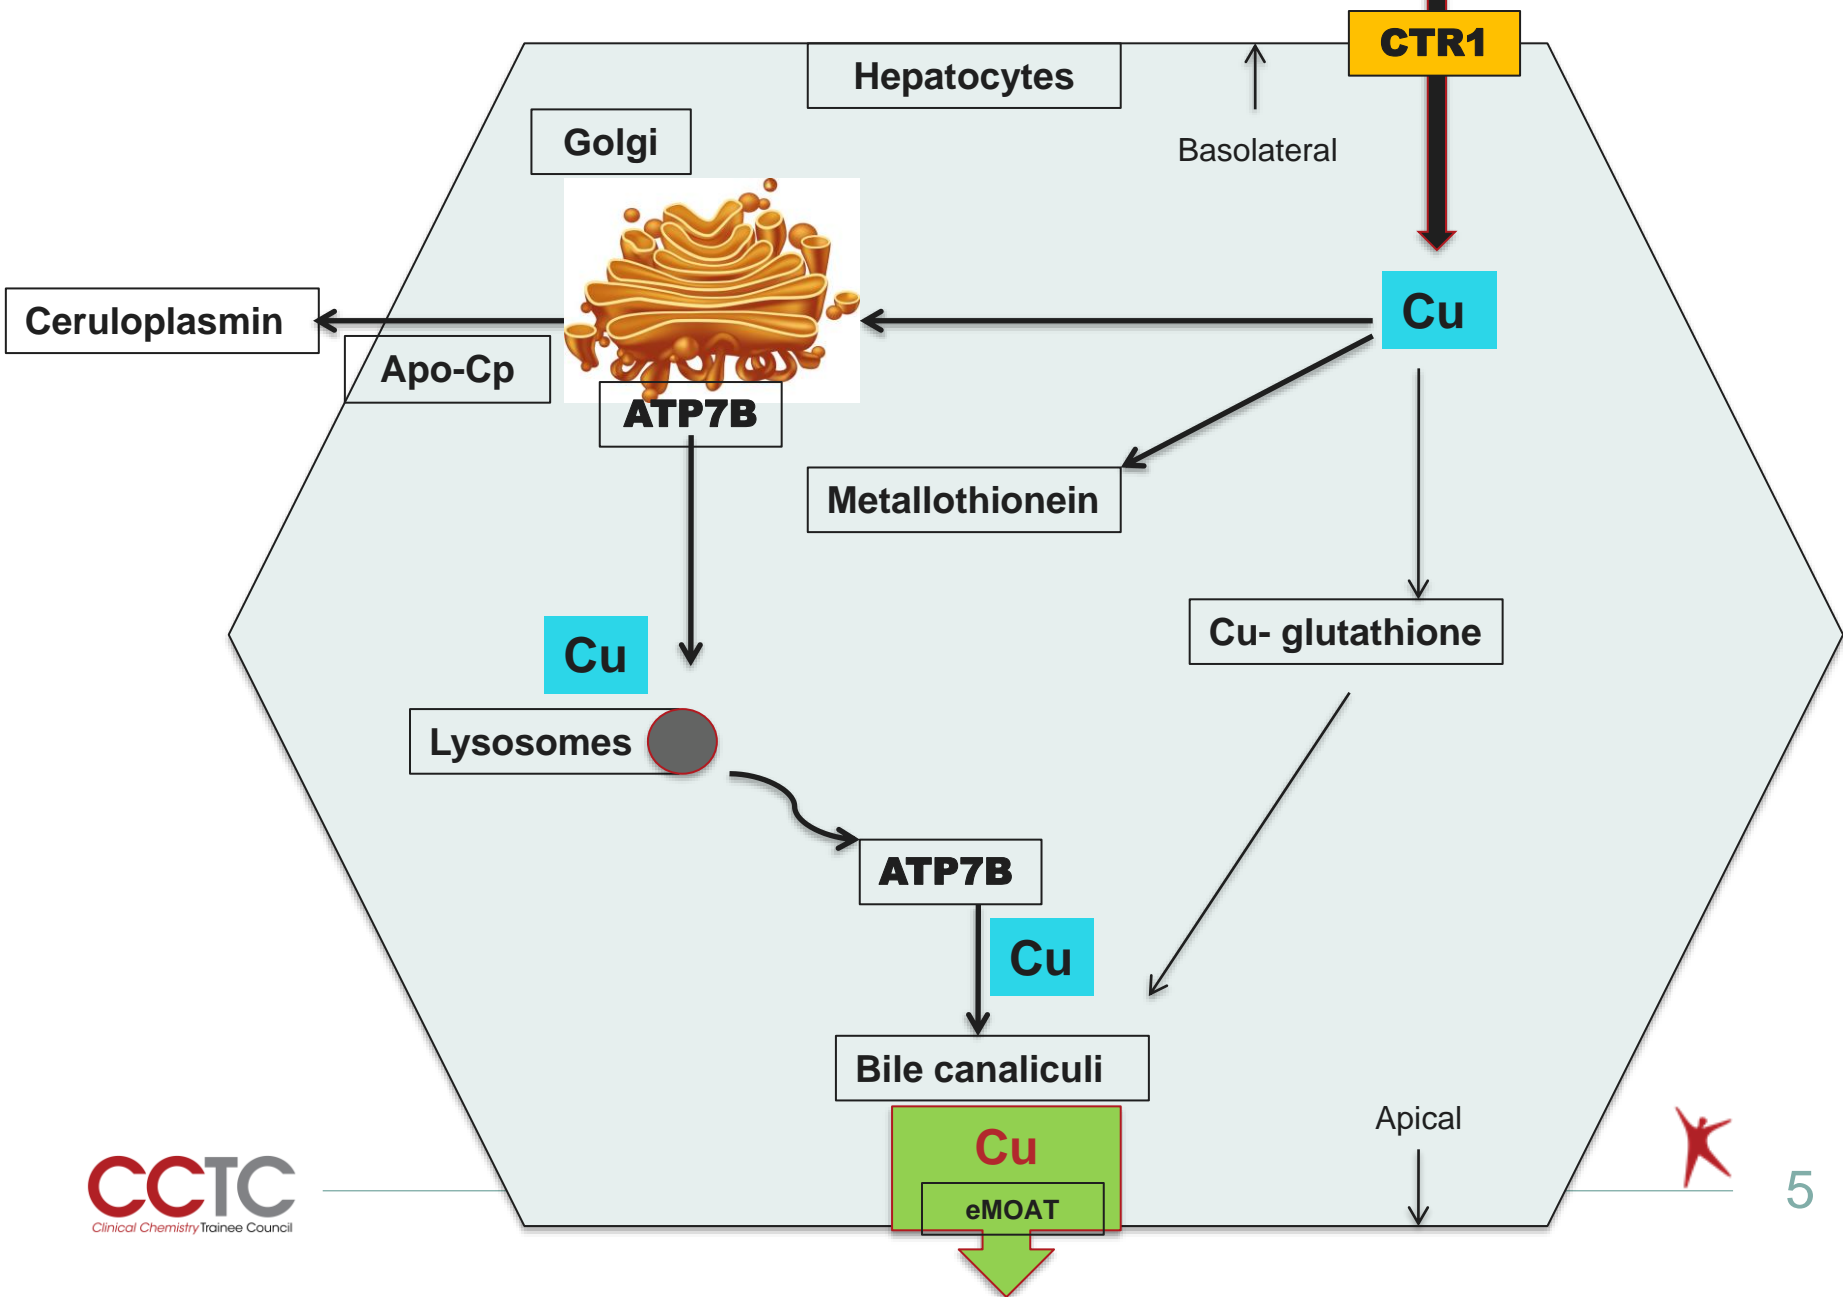 CTR1
Hepatocytes
Basolateral
Golgi
Cu
Ceruloplasmin
Apo-Cp
ATP7B
Metallothionein
Cu- glutathione
Cu
Lysosomes
ATP7B
Cu
Bile canaliculi
Cu
eMOAT
Apical
CCTC
Clinical Chemistry Trainee Council
5